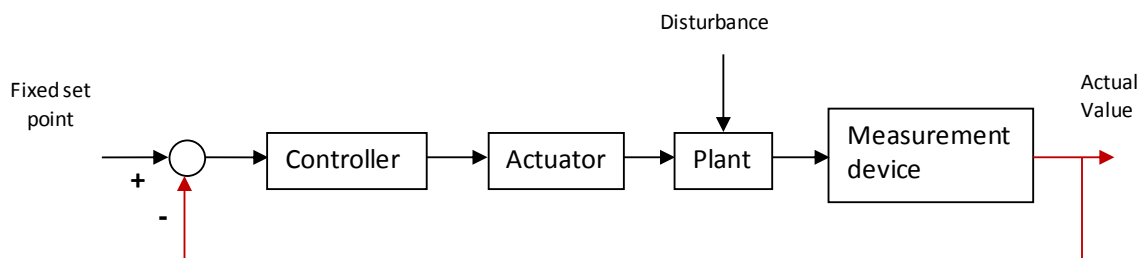 Disturbance
Fixed set
point
Actual
Value
Controller
Actuator
Plant
Measurement
device
+
-